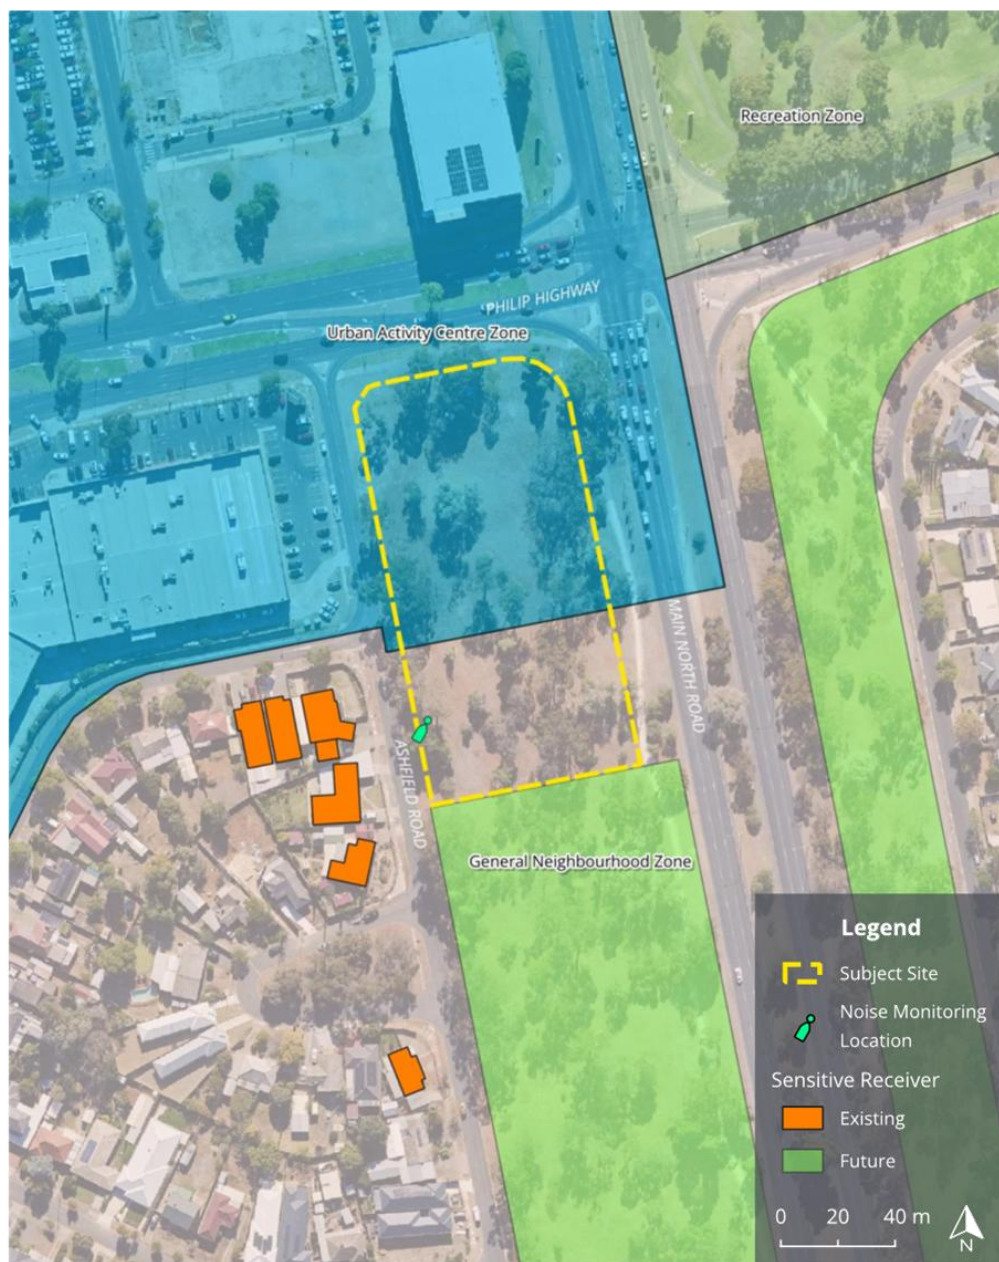 Recreation Zone
PHILIP HIGHWAY
Urban Activity Centre Zone
MAIN NORTH ROAD
ASHFIELD ROAD
General Neighbourhood Zone
Legend
Subject Site
Noise Monitoring
Location
Sensitive Receiver
Existing
Future
0 20 40 m
N